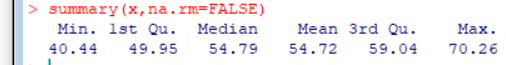 > summary(x,na.rm=FALSE)
Min. 1st Qu. Median Mean 3rd Qu. Max.
40.44 49.95 54.79 54.72 59.04 70.26